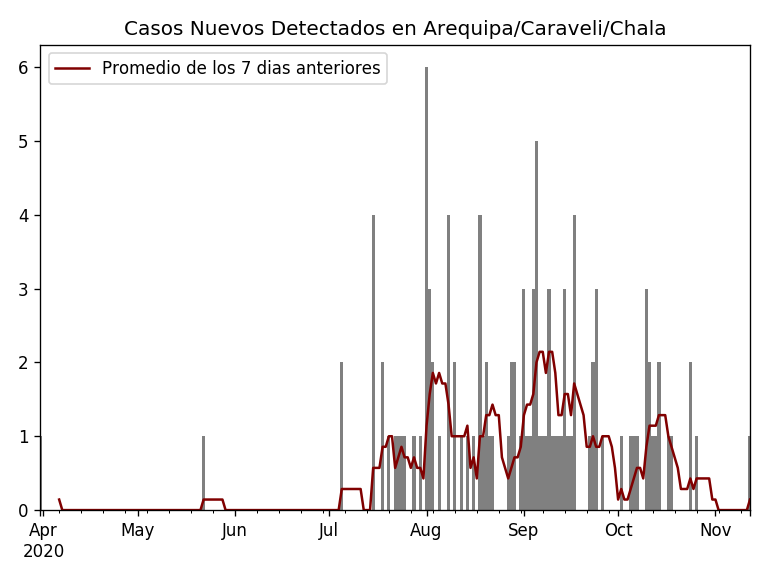 Casos Nuevos Detectados en Arequipa/Caraveli/Chala
Promedio de los 7 dias anteriores
6
5
4
3
2
1
0
Apr May Jun Jul Aug Sep Oct Nov
2020